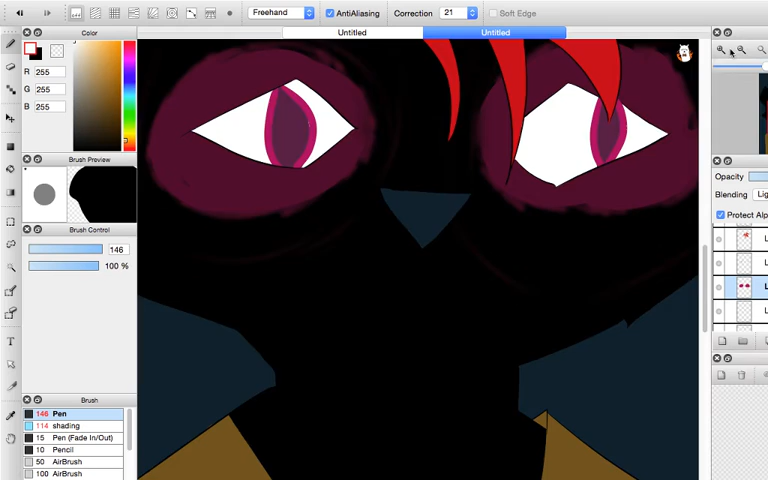 Freehand AntiAliasing Correction 21 Soft Edge
Untitled Untitled
Color
R 255
G 255
B 255
Brush Preview
Brush Control
146
100 %
Brush
146 Pen
114 shading
15 Pen (Fade In/Out)
10 Pencil
50 AirBrush
100 AirBrush
Opacity
Blending Lig
Protect Alp
L
L
L
L
T